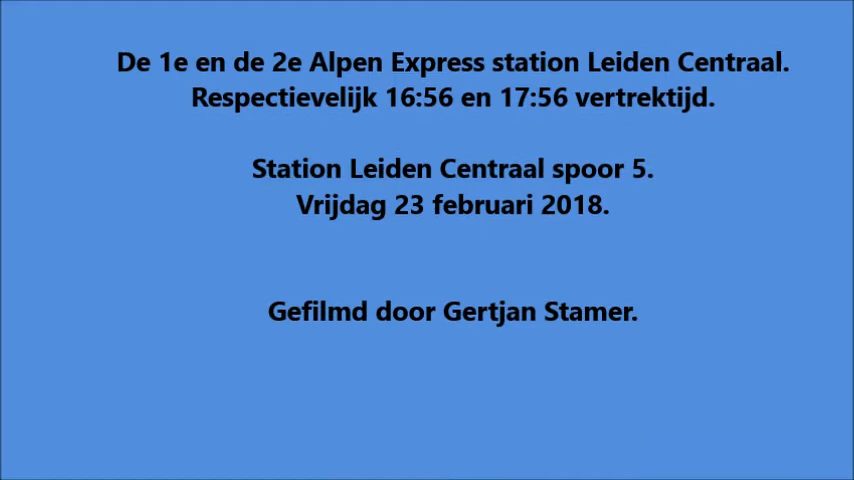 De 1e en de 2e Alpen Express station Leiden Centraal.
Respectievelijk 16:56 en 17:56 vertrektijd.
Station Leiden Centraal spoor 5.
Vrijdag 23 februari 2018.
Gefilmd door Gertjan Stamer.